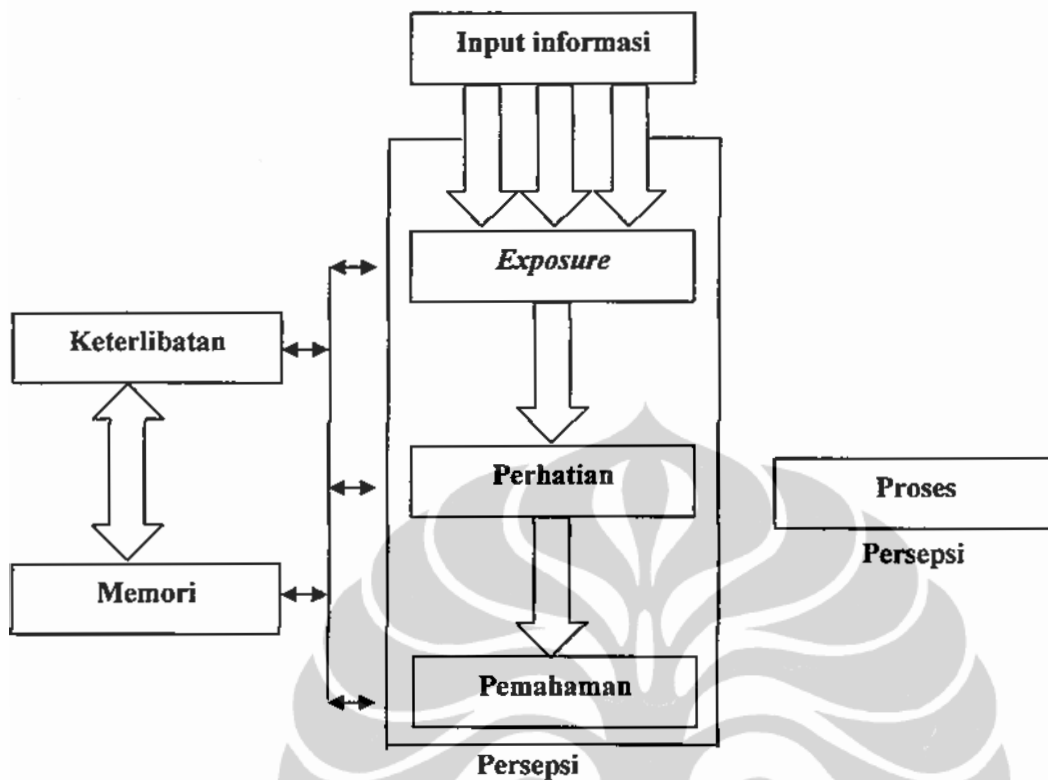 Input informasi
Exposure
Keterlibatan
Perhatian
Proses
Persepsi
Memori
Pemahaman
Persepsi